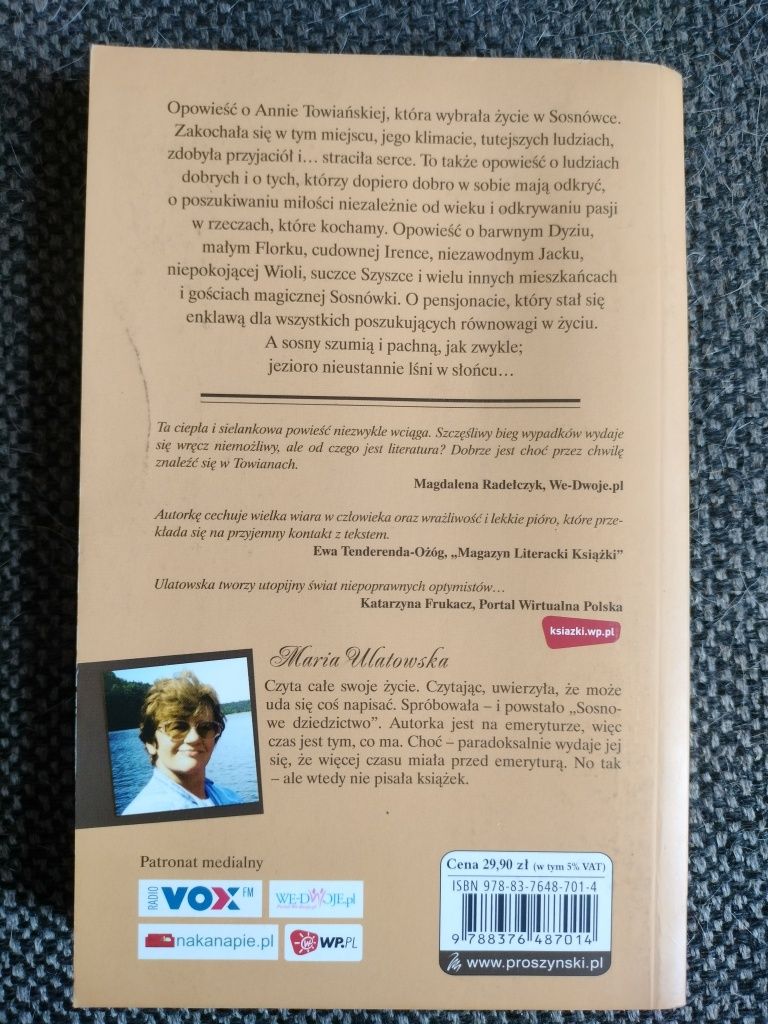 Opowieść o Annie Towiańskiej, która wybrała życie w Sosnówce.
Zakochała się w tym miejscu, jego klimacie, tutejszych ludziach,
zdobyła przyjaciół i... straciła serce. To także opowieść o ludziach
dobrych i o tych, którzy dopiero dobro w sobie mają odkryć,
o poszukiwaniu miłości niezależnie od wieku i odkrywaniu pasji
w rzeczach, które kochamy. Opowieść o barwnym Dyziu,
małym Florku, cudownej Irence, niezawodnym Jacku,
niepokojącej Wioli, suczce Szyszce i wielu innych mieszkańcach
i gościach magicznej Sosnówki. O pensjonacie, który stał się
enklawą dla wszystkich poszukujących równowagi w życiu.
A sosny szumią i pachną, jak zwykle;
jezioro nieustannie lśni w słońcu...
Ta ciepła i sielankowa powieść niezwykle wciąga. Szczęśliwy bieg wypadków wydaje
się wręcz niemożliwy, ale od czego jest literatura? Dobrze jest choć przez chwilę
znaleźć się w Towianach.
Magdalena Radełczyk, We-Dwoje.pl
Autorkę cechuje wielka wiara w człowieka oraz wrażliwość i lekkie pióro, które prze-
kłada się na przyjemny kontakt z tekstem.
Ewa Tenderenda-Ożóg, „Magazyn Literacki Książki”
Ulatowska tworzy utopijny świat niepoprawnych optymistów...
Katarzyna Frukacz, Portal Wirtualna Polska
ksiazki.wp.pl
Maria Ulatowska
Czyta całe swoje życie. Czytając, uwierzyła, że może
uda się coś napisać. Spróbowała – i powstało „Sosno-
we dziedzictwo”. Autorka jest na emeryturze, więc
czas jest tym, co ma. Choć – paradoksalnie wydaje jej
się, że więcej czasu miała przed emeryturą. No tak
– ale wtedy nie pisała książek.
Patronat medialny
RADIO VOX FM
WE-DWOJE.pl
nakanapie.pl
WP.PL
Cena 29,90 zł (w tym 5% VAT)
ISBN 978-83-7648-701-4
9 788376 487014
www.proszynski.pl